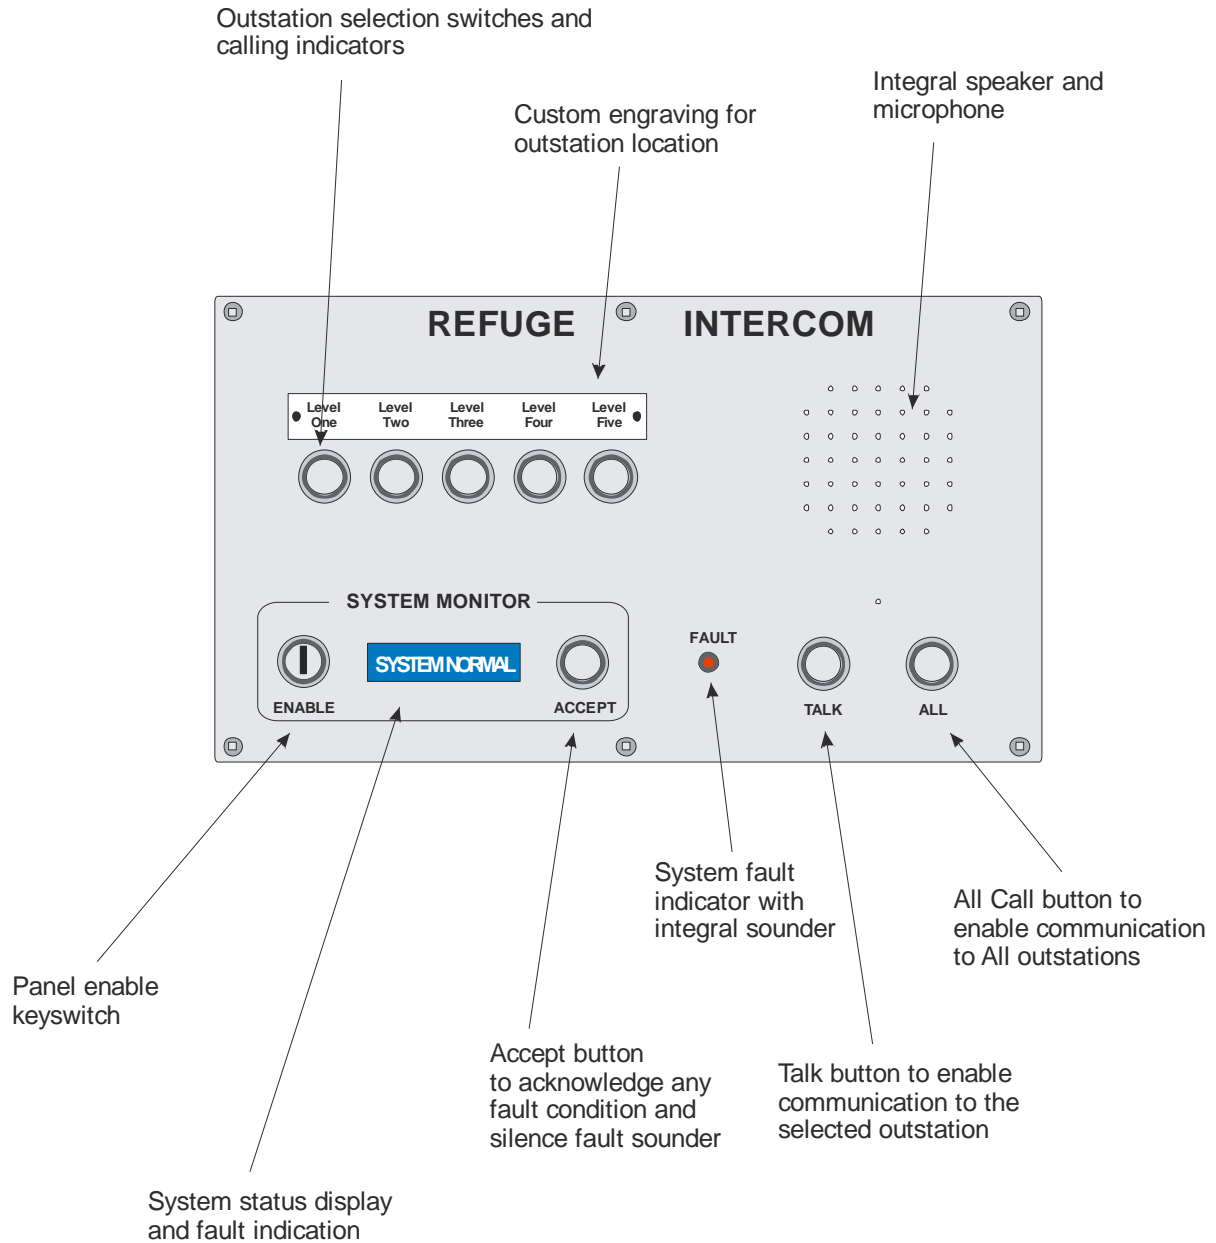 Outstation selection switches and
calling indicators
Integral speaker and
microphone
Custom engraving for
outstation location
REFUGE INTERCOM
Level One
Level Two
Level Three
Level Four
Level Five
SYSTEM MONITOR
FAULT
SYSTEM NORMAL
ENABLE
ACCEPT
TALK
ALL
System fault
indicator with
integral sounder
All Call button to
enable communication
to All outstations
Panel enable
keyswitch
Accept button
to acknowledge any
fault condition and
silence fault sounder
Talk button to enable
communication to the
selected outstation
System status display
and fault indication